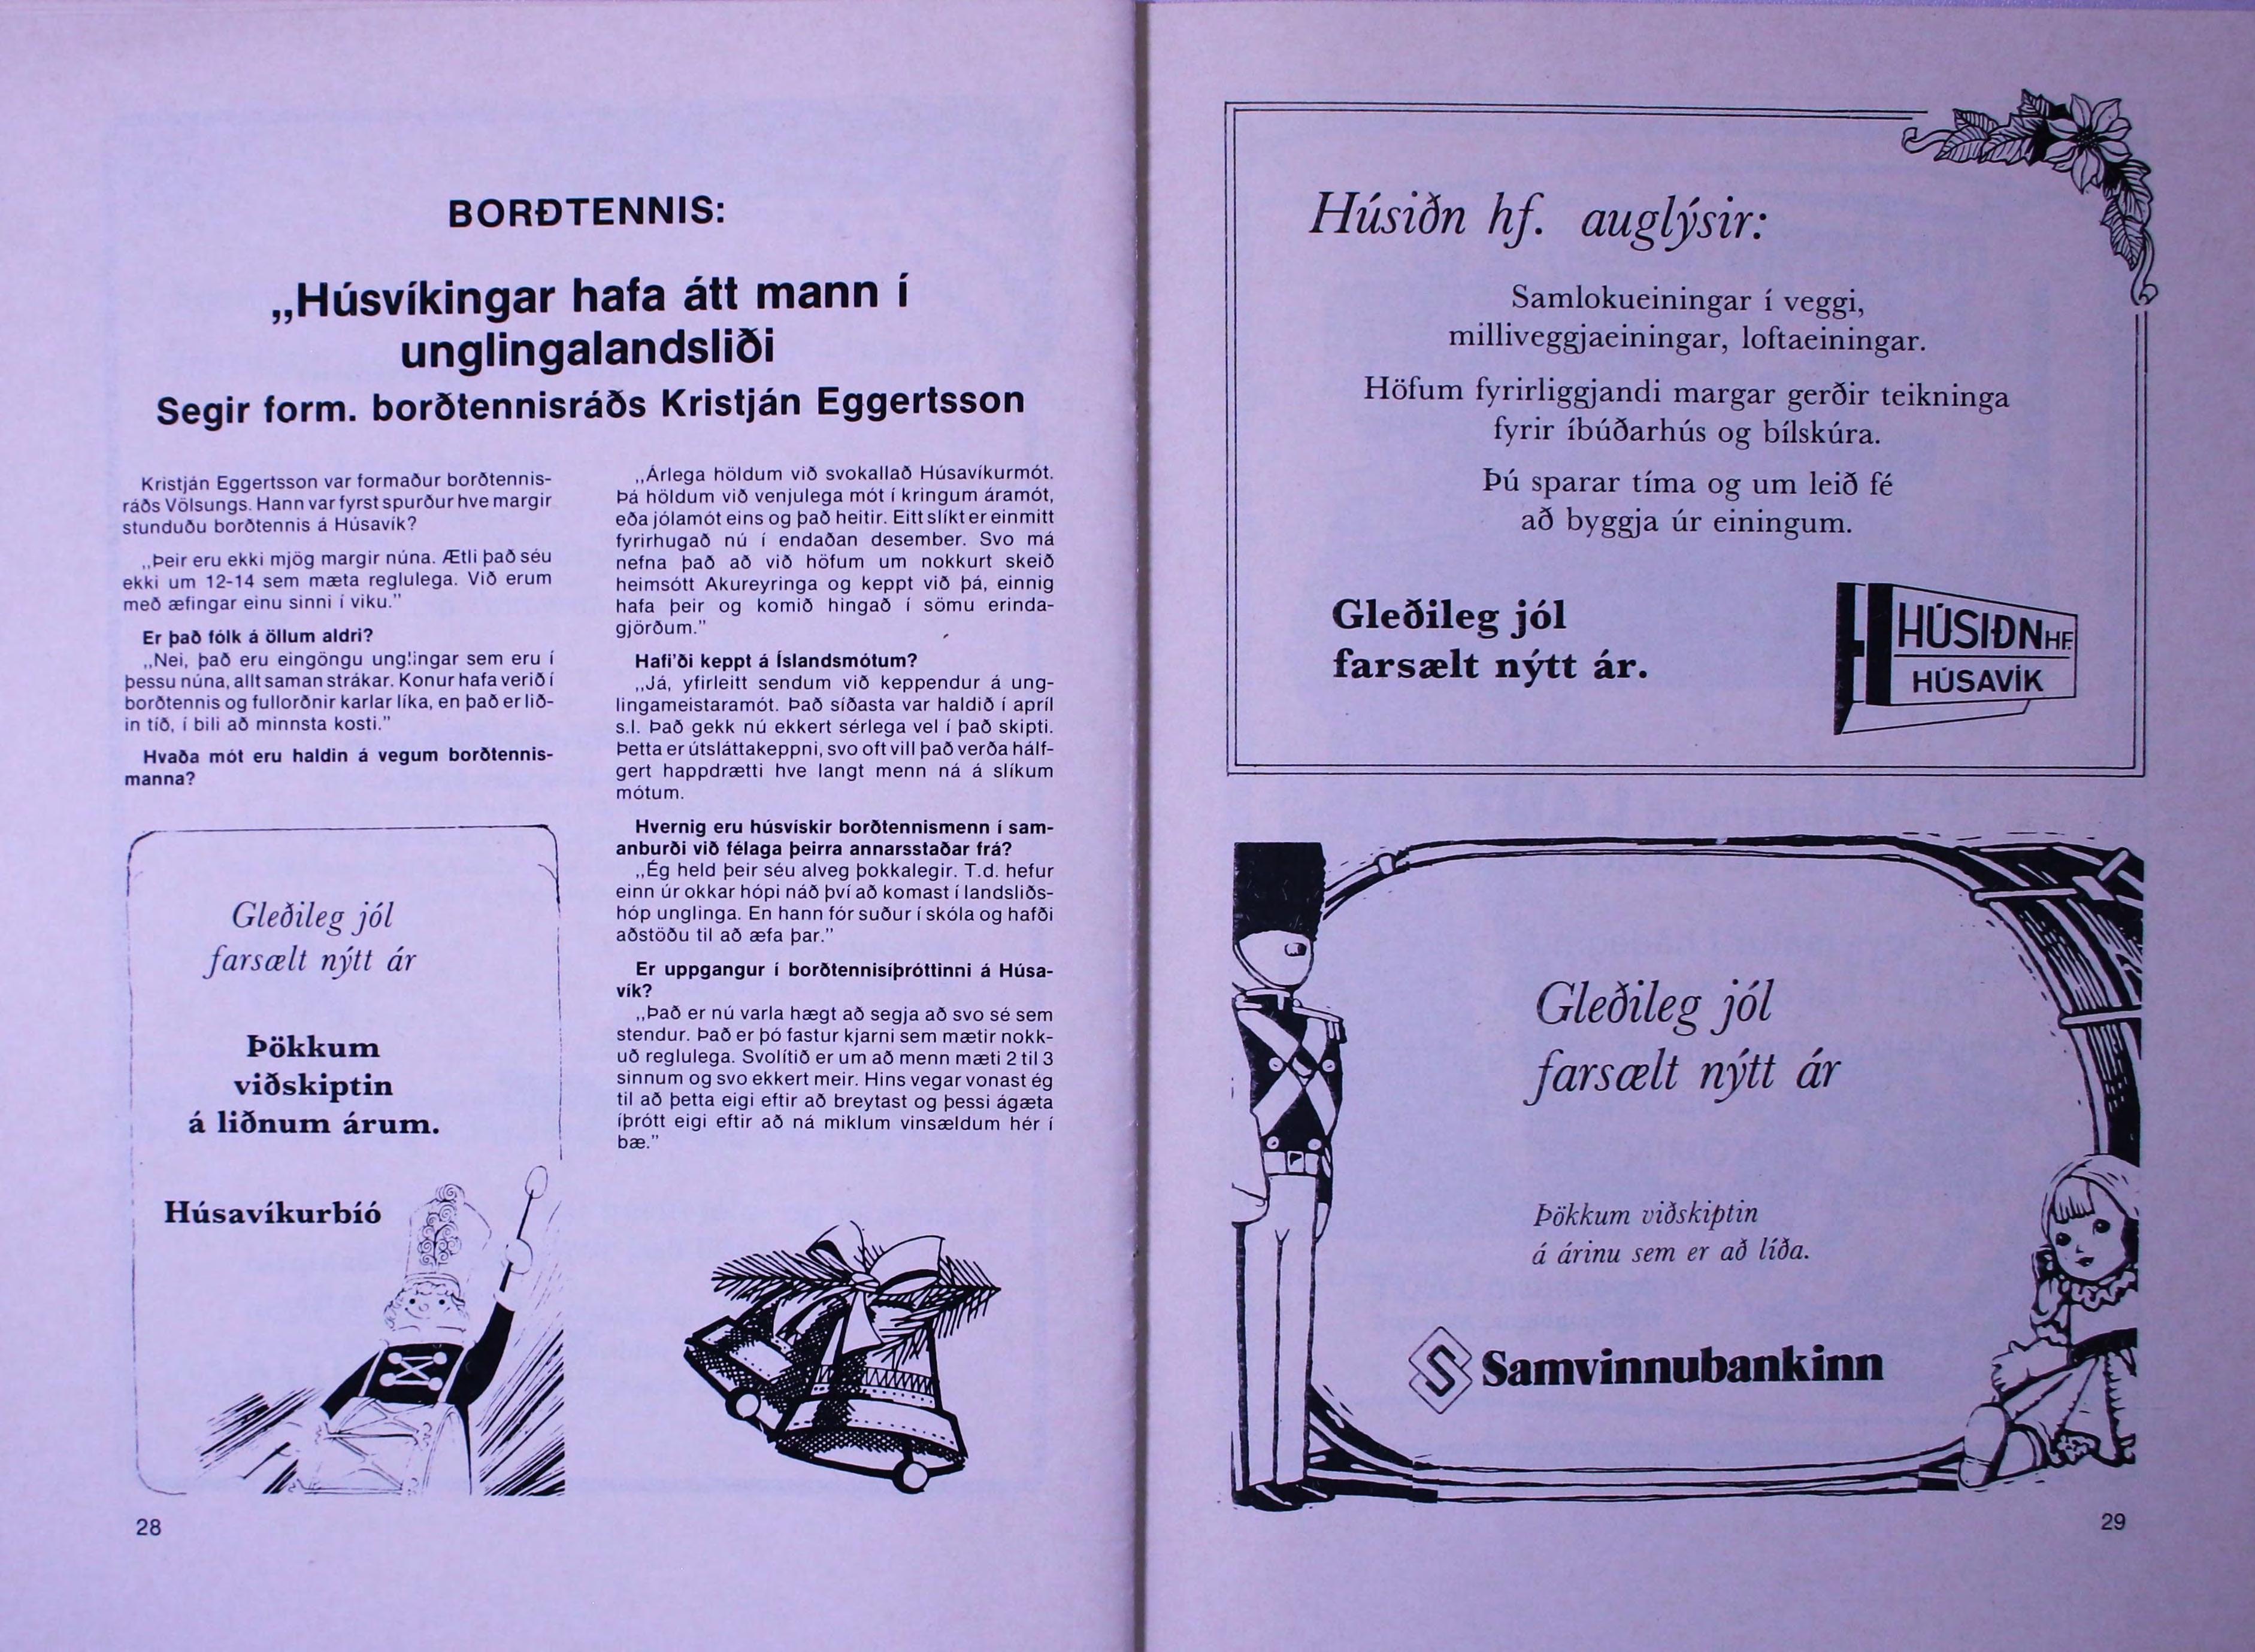 BORÐTENNIS:
„Húsvíkingar hafa átt mann í
unglingalandsliði
Segir form. borðtennisráðs Kristján Eggertsson
Kristján Eggertsson var formaður borðtennis-
ráðs Völsungs. Hann var fyrst spurður hve margir
stunduðu borðtennis á Húsavík?
„Þeir eru ekki mjög margir núna. Ætli það séu
ekki um 12-14 sem mæta reglulega. Við erum
með æfingar einu sinni í viku.”
Er það fólk á öllum aldri?
„Nei, það eru eingöngu unglingar sem eru í
þessu núna, allt saman strákar. Konur hafa verið í
borðtennis og fullorðnir karlar líka, en það er lið-
in tíð, í bili að minnsta kosti.”
Hvaða mót eru haldin á vegum borðtennis-
manna?
„Árlega höldum við svokallað Húsavíkurmót.
Þá höldum við venjulega mót í kringum áramót,
eða jólamót eins og það heitir. Eitt slíkt er einmitt
fyrirhugað nú í endaðan desember. Svo má
nefna það að við höfum um nokkurt skeið
heimsótt Akureyringa og keppt við þá, einnig
hafa þeir og komið hingað í sömu erinda-
gjörðum.”
Hafi'ði keppt á Íslandsmótum?
„Já, yfirleitt sendum við keppendur á ung-
lingameistaramót. Það síðasta var haldið í apríl
s.l. Það gekk nú ekkert sérlega vel í það skipti.
Þetta er útsláttakeppni, svo oft vill það verða hálf-
gert happdrætti hve langt menn ná á slíkum
mótum.
Hvernig eru húsvískir borðtennismenn í sam-
anburði við félaga þeirra annarsstaðar frá?
„Ég held þeir séu alveg þokkalegir. T.d. hefur
einn úr okkar hópi náð því að komast í landsliðs-
hóp unglinga. En hann fór suður í skóla og hafði
aðstöðu til að æfa þar.”
Er uppgangur í borðtennisíþróttinni á Húsa-
vík?
„Það er nú varla hægt að segja að svo sé sem
stendur. Það er þó fastur kjarni sem mætir nokk-
uð reglulega. Svolítið er um að menn mæti 2 til 3
sinnum og svo ekkert meir. Hins vegar vonast ég
til að þetta eigi eftir að breytast og þessi ágæta
íþrótt eigi eftir að ná miklum vinsældum hér í
bæ.”
Gleðileg jól
farsælt nýtt ár
Þökkum
viðskiptin
á liðnum árum.
Húsavíkurbíó
28
Húsiðn hf. auglýsir:
Samlokueiningar í veggi,
milliveggjaeiningar, loftaeiningar.
Höfum fyrirliggjandi margar gerðir teikninga
fyrir íbúðarhús og bílskúra.
Þú sparar tíma og um leið fé
að byggja úr einingum.
Gleðileg jól
farsælt nýtt ár.
HÚSIÐN HF.
HÚSAVÍK
Gleðileg jól
farsælt nýtt ár
Þökkum viðskiptin
á árinu sem er að líða.
Samvinnubankinn
29